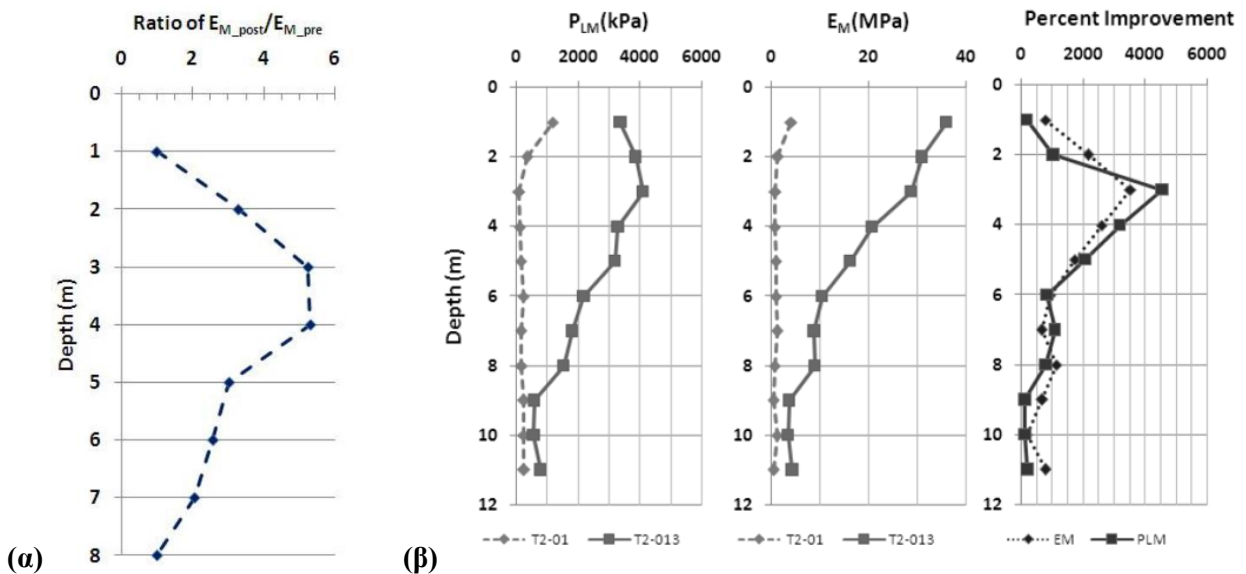 Ratio of E_M_post/E_M_pre
0 2 4 6
0
1
2
3
4
5
6
7
8
Depth (m)
(α)
P_LM(kPa)
0 2000 4000 6000
0
2
4
6
8
10
12
Depth (m)
T2-01 T2-013
(β)
E_M(MPa)
0 20 40
0
2
4
6
8
10
12
Depth (m)
T2-01 T2-013
Percent Improvement
0 2000 4000 6000
0
2
4
6
8
10
12
EM PLM